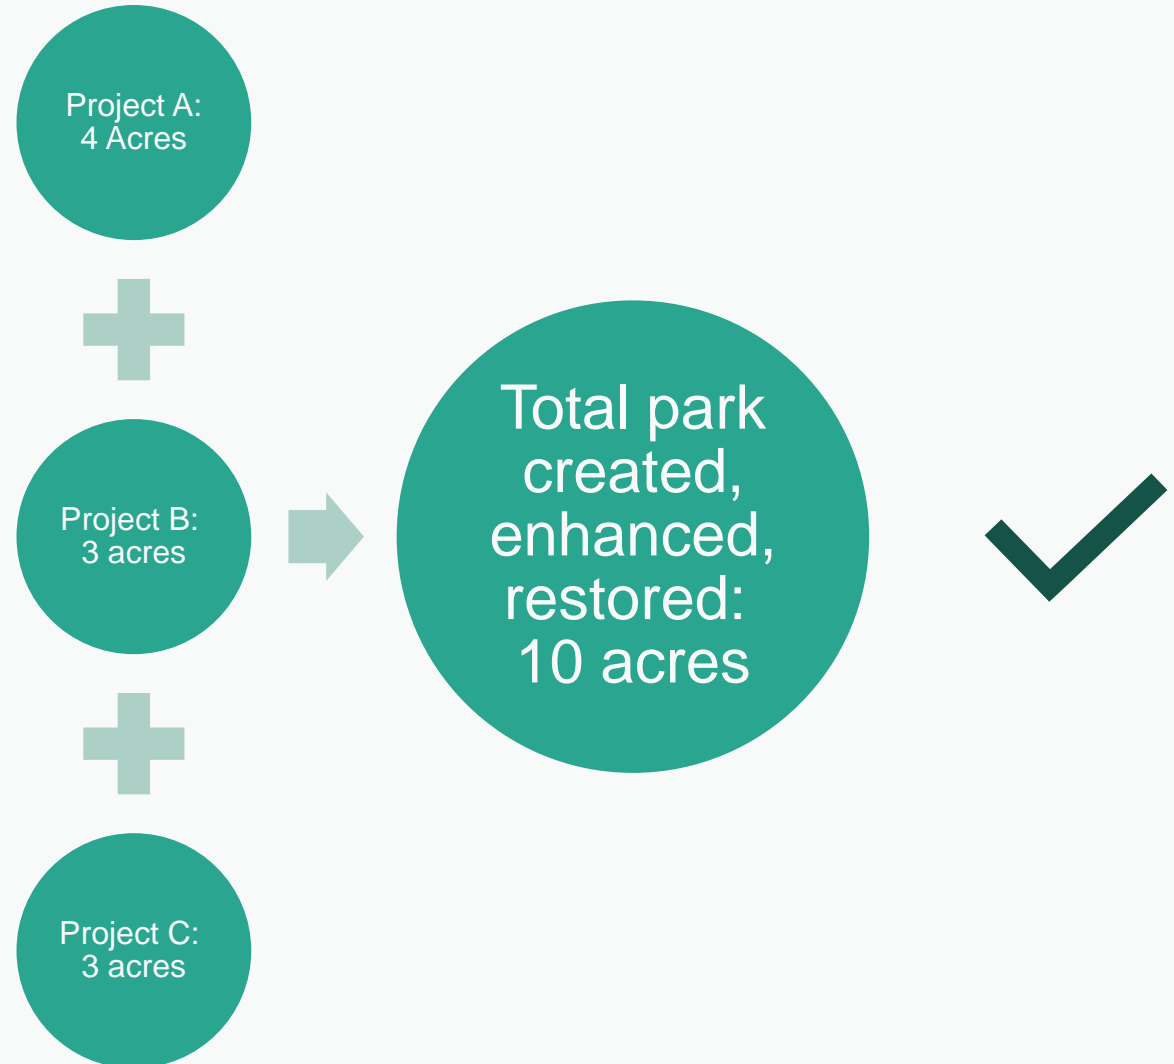 Project A:
4 Acres
Project B:
3 acres
Total park
created,
enhanced,
restored:
10 acres
Project C:
3 acres